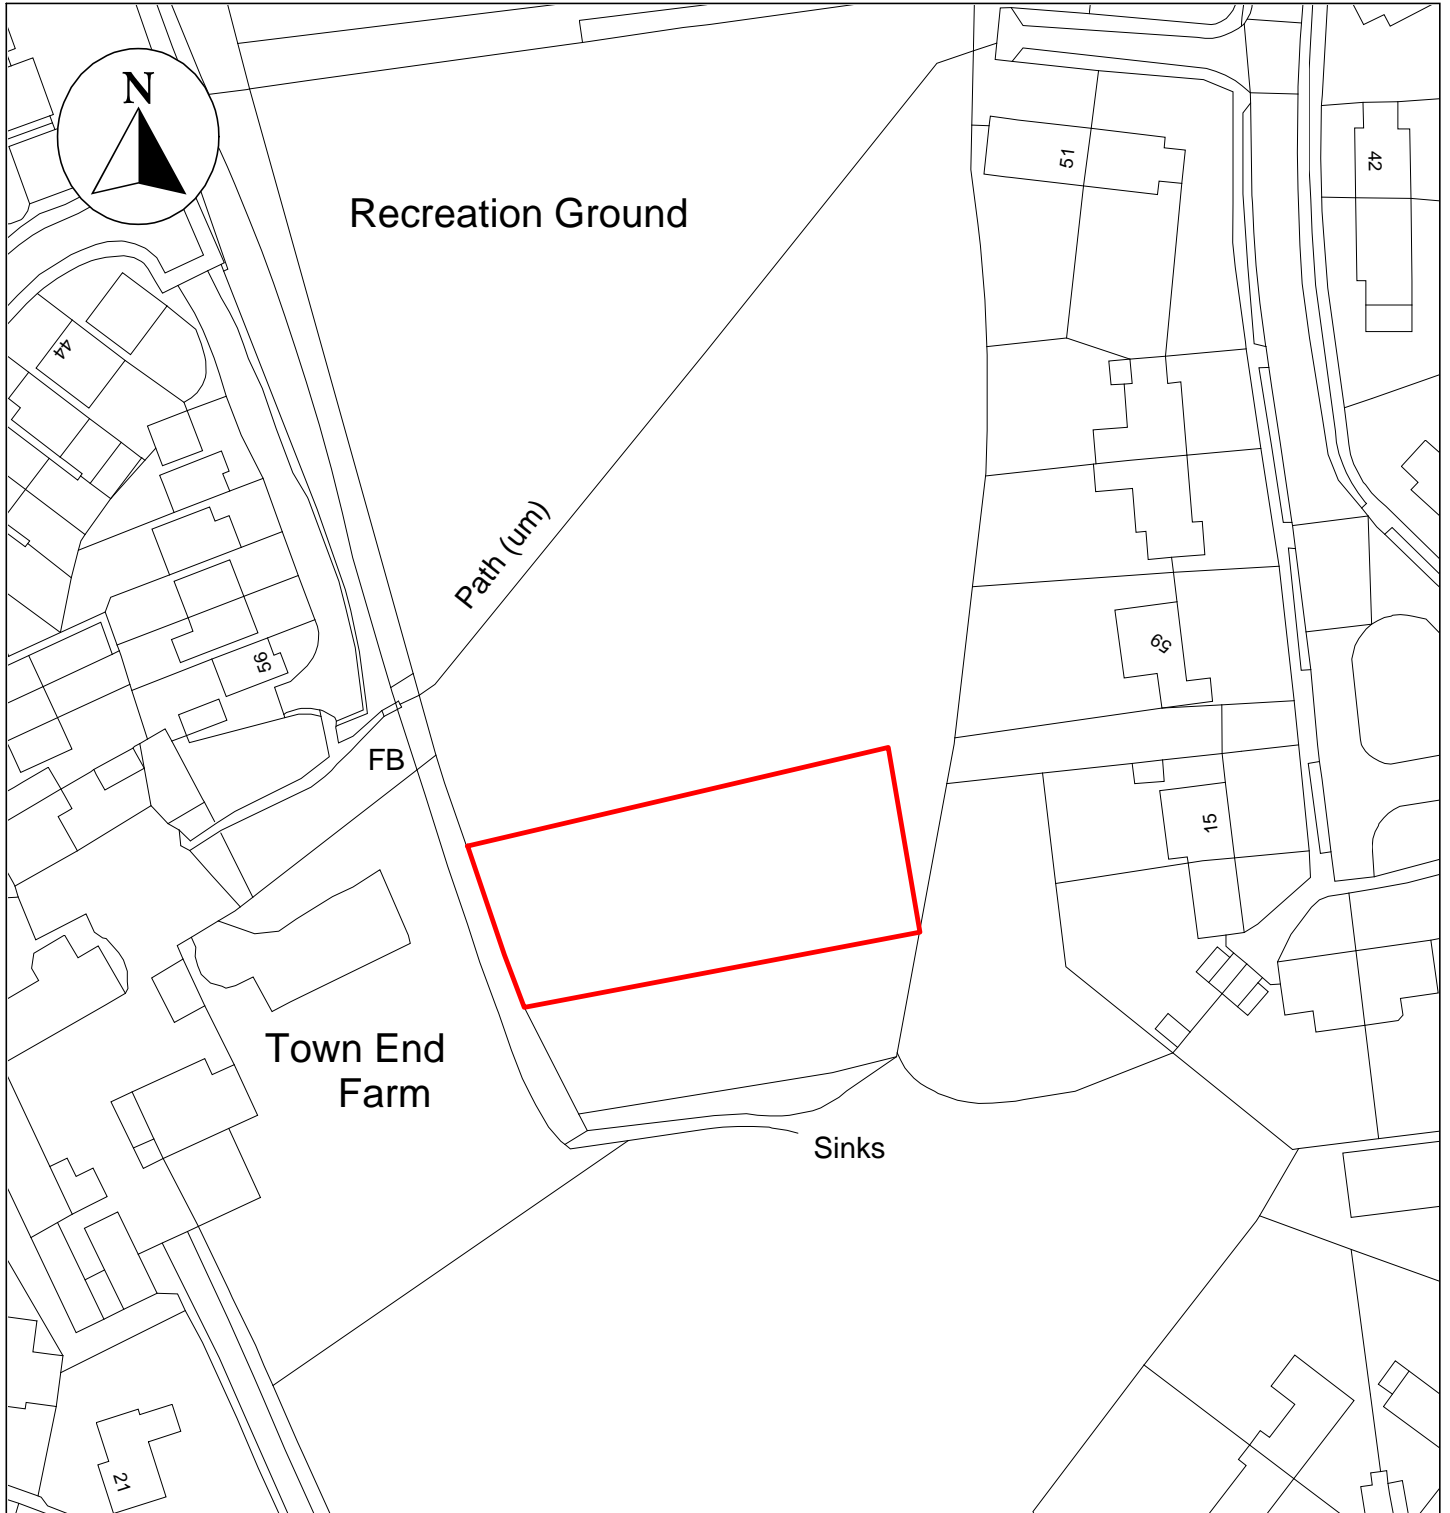 N
51
42
Recreation Ground
44
Path (um)
59
56
FB
15
Town End
Farm
Sinks
21